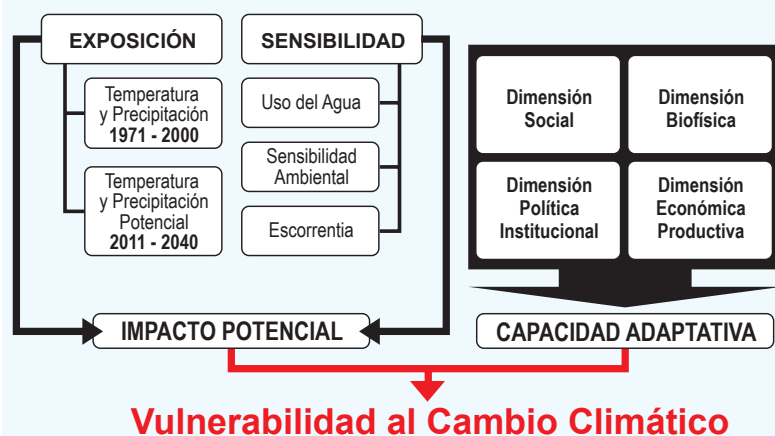 EXPOSICIÓN
Temperatura
y Precipitación
1971 - 2000
Temperatura
y Precipitación
Potencial
2011 - 2040
SENSIBILIDAD
Uso del Agua
Sensibilidad
Ambiental
Escorrentia
Dimensión
Social
Dimensión
Biofísica
Dimensión
Política
Institucional
Dimensión
Económica
Productiva
IMPACTO POTENCIAL
CAPACIDAD ADAPTATIVA
Vulnerabilidad al Cambio Climático